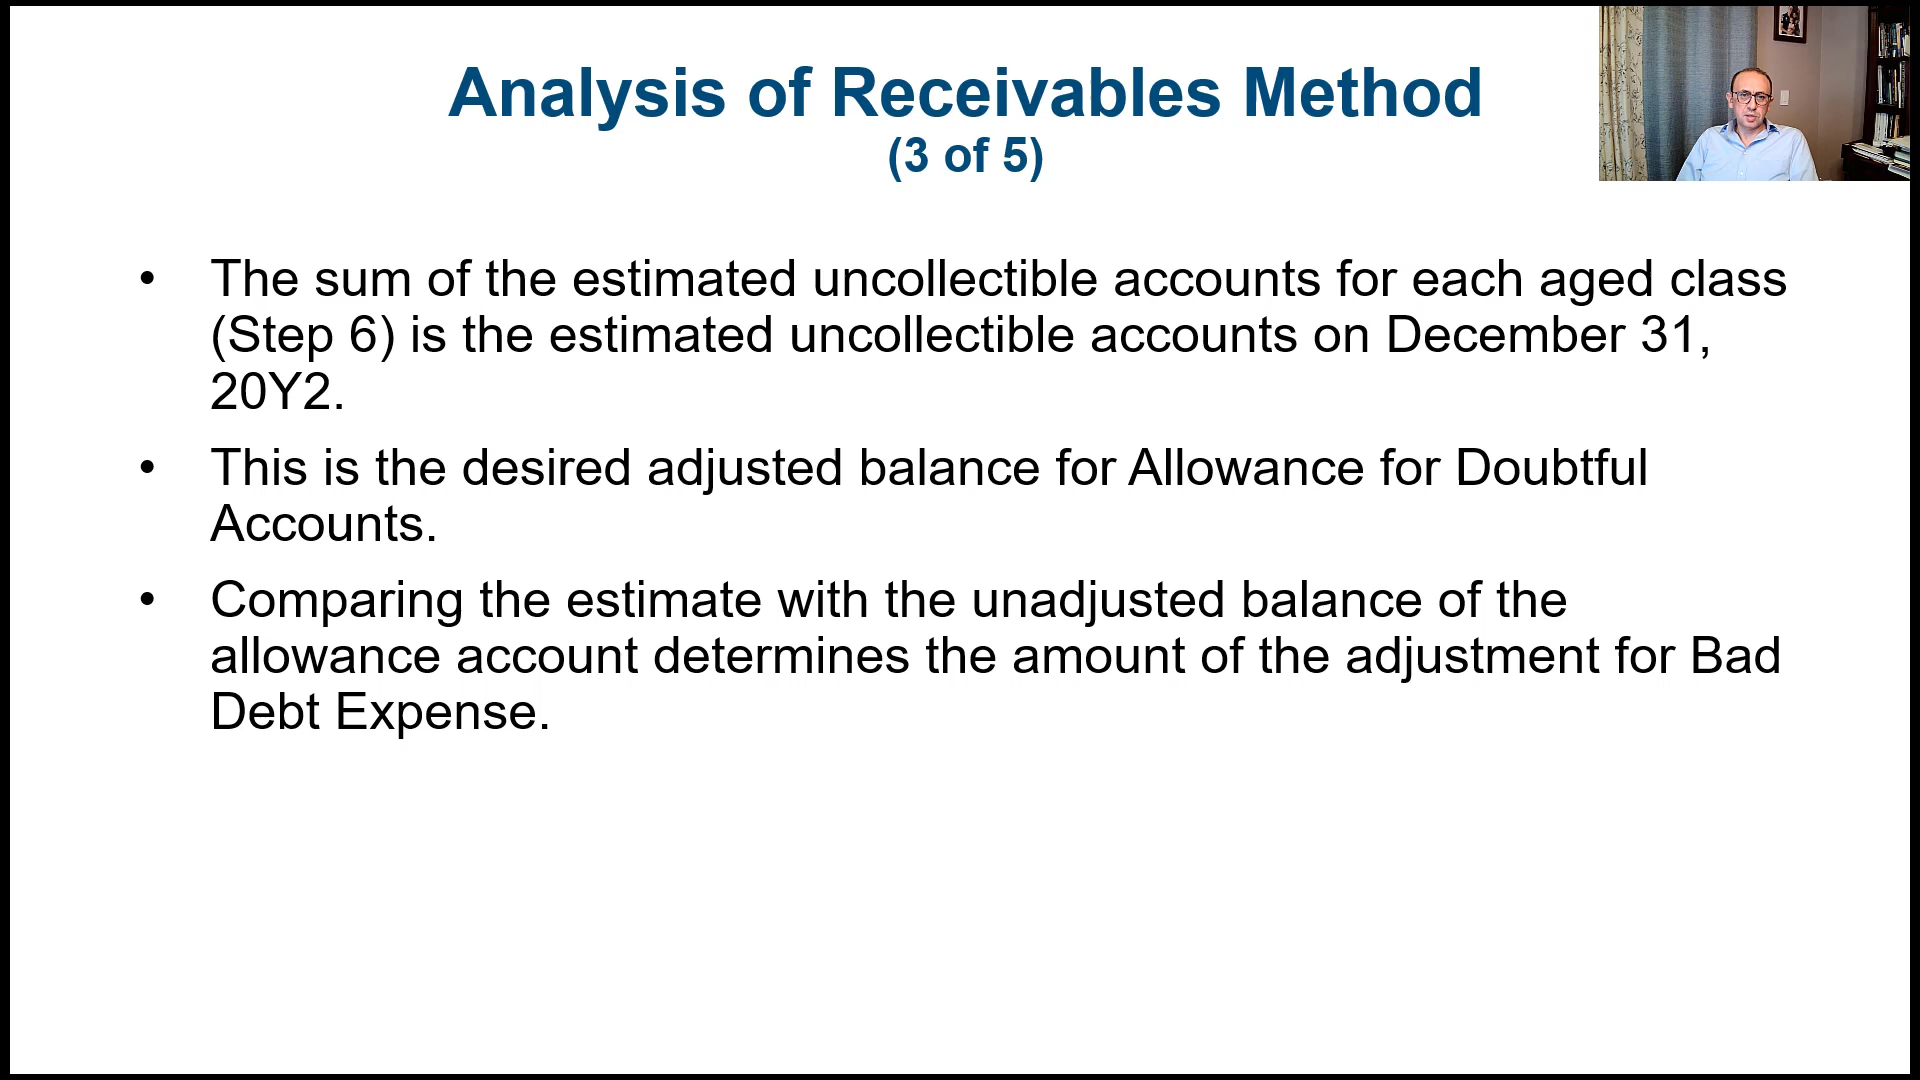 Analysis of Receivables Method
(3 of 5)
• The sum of the estimated uncollectible accounts for each aged class
(Step 6) is the estimated uncollectible accounts on December 31,
20Y2.
• This is the desired adjusted balance for Allowance for Doubtful
Accounts.
• Comparing the estimate with the unadjusted balance of the
allowance account determines the amount of the adjustment for Bad
Debt Expense.